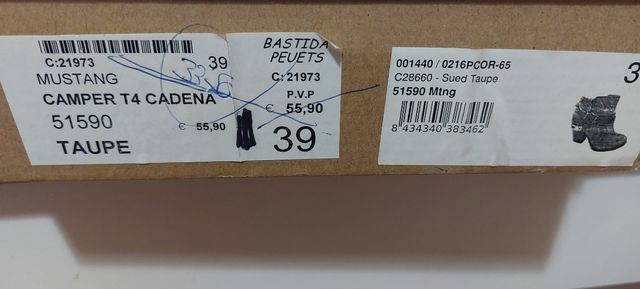 C:21973 39
MUSTANG
CAMPER T4 CADENA
51590 € 55,90
TAUPE
BASTIDA
PEUETS
C:21973
P.V.P
€ 55,90
39
001440 / 0216PCOR-65
C28660 - Sued Taupe
51590 Mtng
8 434340 383462
3